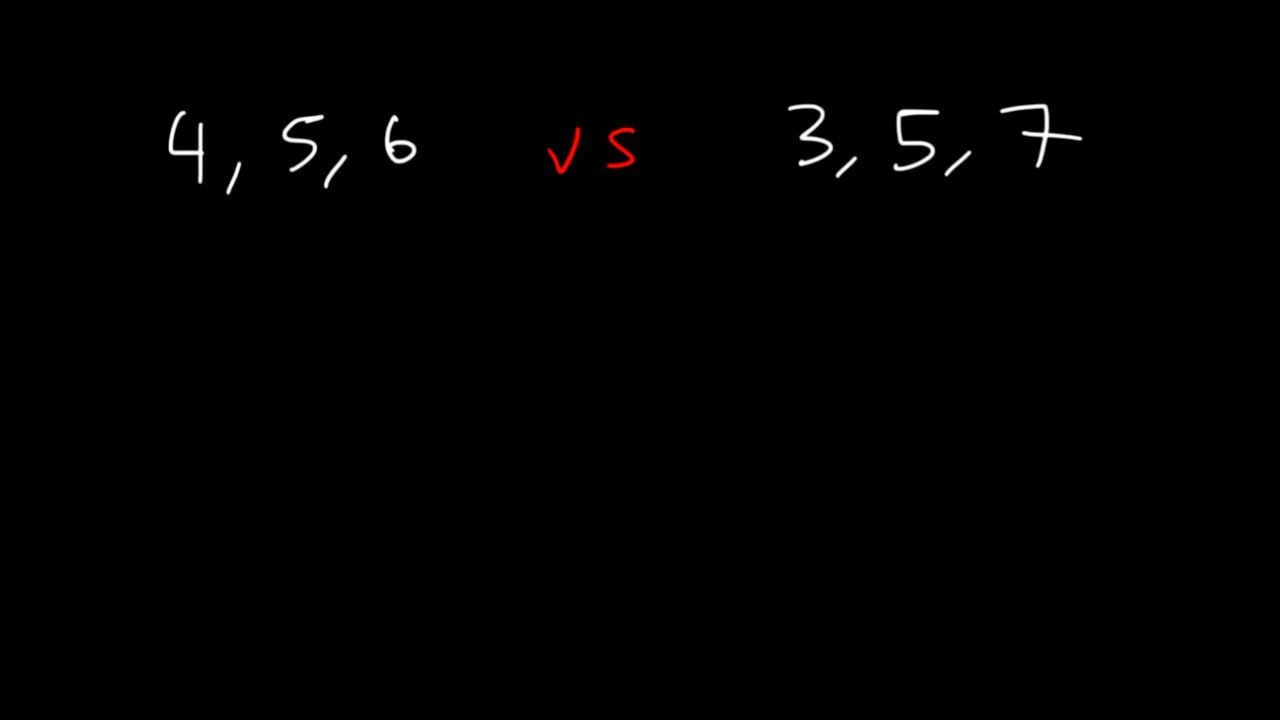 4, 5, 6 vs 3, 5, 7